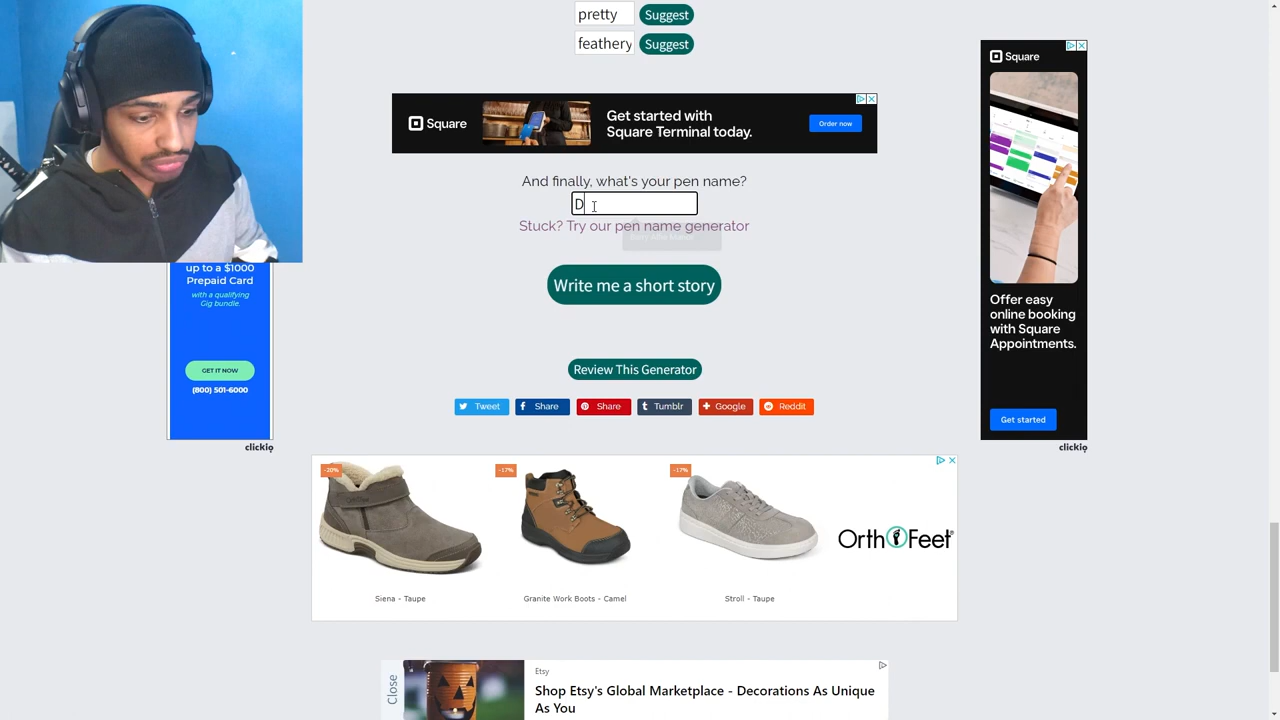 pretty
Suggest
feathery
Suggest
Square
Get started with
Square Terminal today.
Order now
And finally, what's your pen name?
D
Stuck? Try our pen name generator
Write me a short story
Review This Generator
Tweet
Share
Share
Tumblr
Google
Reddit
up to a $1000
Prepaid Card
with a qualifying
Gig bundle.
GET IT NOW
(800) 501-6000
clickio
Square
Offer easy
online booking
with Square
Appointments.
Get started
clickio
-20%
-17%
-17%
OrthoFeet
Siena - Taupe
Granite Work Boots - Camel
Stroll - Taupe
Close
Etsy
Shop Etsy's Global Marketplace - Decorations As Unique
As You